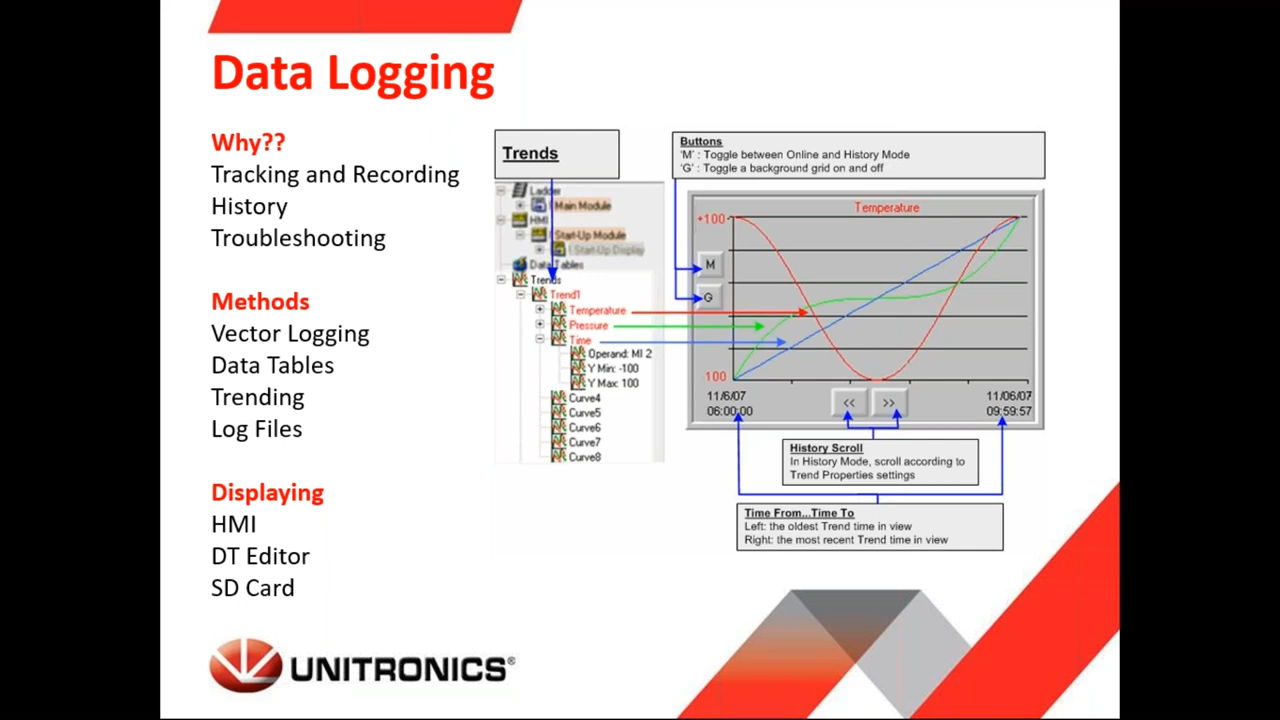 Data Logging
Why??
Tracking and Recording
History
Troubleshooting
Methods
Vector Logging
Data Tables
Trending
Log Files
Displaying
HMI
DT Editor
SD Card
Trends
Ladder
! Main Module
HMI
Start-Up Module
! Start-Up Display
Data Tables
Trends
Trend1
Temperature
Pressure
Time
Operand: MI 2
Y Min: -100
Y Max: 100
Curve4
Curve5
Curve6
Curve7
Curve8
Buttons
'M' : Toggle between Online and History Mode
'G' : Toggle a background grid on and off
Temperature
+100
M
G
100
11/6/07
06:00:00
<< >>
11/06/07
09:59:57
History Scroll
In History Mode, scroll according to
Trend Properties settings
Time From...Time To
Left: the oldest Trend time in view
Right: the most recent Trend time in view
UNITRONICS®